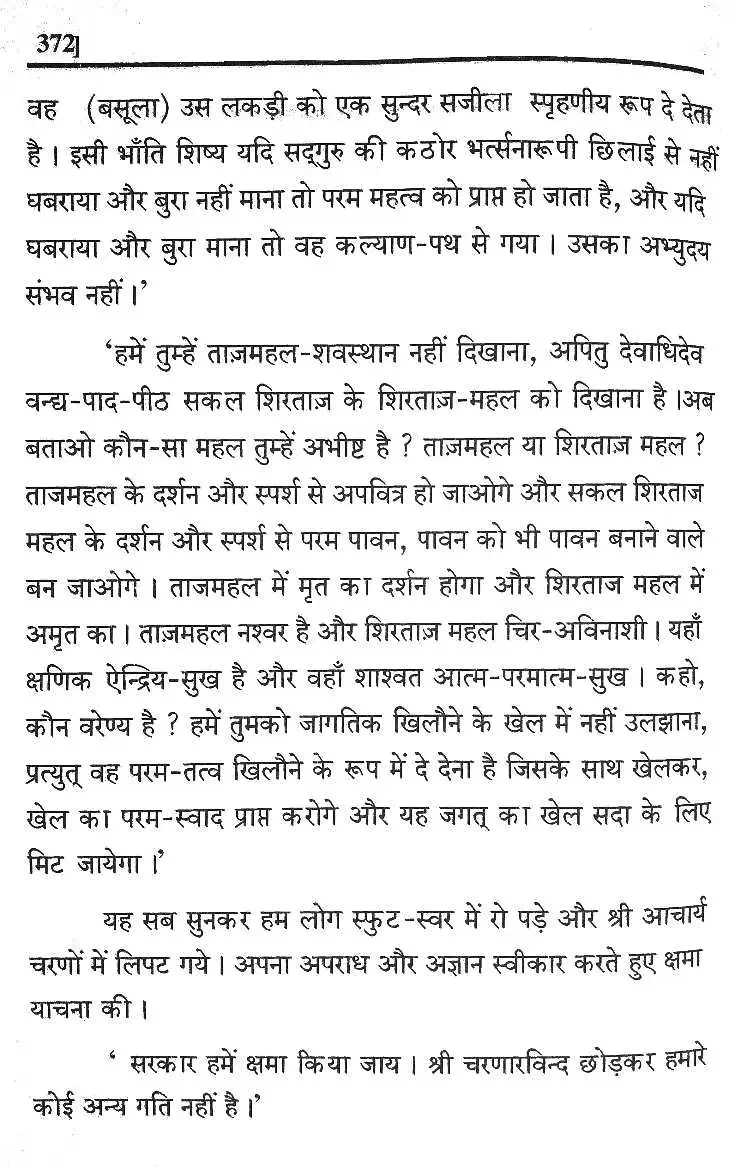 372]
वह (बसूला) उस लकड़ी को एक सुन्दर सजीला स्पृहणीय रूप दे देता
है। इसी भाँति शिष्य यदि सद्‌गुरु की कठोर भर्त्सनारूपी छिलाई से नहीं
घबराया और बुरा नहीं माना तो परम महत्व को प्राप्त हो जाता है, और यदि
घबराया और बुरा माना तो वह कल्याण-पथ से गया। उसका अभ्युदय
संभव नहीं।’
‘हमें तुम्हें ताज़महल-शवस्थान नहीं दिखाना, अपितु देवाधिदेव
वन्द्य-पाद-पीठ सकल शिरताज़ के शिरताज़-महल को दिखाना है।अब
बताओ कौन-सा महल तुम्हें अभीष्ट है ? ताज़महल या शिरताज़ महल ?
ताजमहल के दर्शन और स्पर्श से अपवित्र हो जाओगे और सकल शिरताज
महल के दर्शन और स्पर्श से परम पावन, पावन को भी पावन बनाने वाले
बन जाओगे। ताजमहल में मृत का दर्शन होगा और शिरताज महल में
अमृत का। ताज़महल नश्वर है और शिरताज़ महल चिर-अविनाशी। यहाँ
क्षणिक ऐन्द्रिय-सुख है और वहाँ शाश्वत आत्म-परमात्म-सुख। कहो,
कौन वरेण्य है ? हमें तुमको जागतिक खिलौने के खेल में नहीं उलझाना,
प्रत्युत् वह परम-तत्व खिलौने के रूप में दे देना है जिसके साथ खेलकर,
खेल का परम-स्वाद प्राप्त करोगे और यह जगत् का खेल सदा के लिए
मिट जायेगा।’
यह सब सुनकर हम लोग स्फुट-स्वर में रो पड़े और श्री आचार्य
चरणों में लिपट गये। अपना अपराध और अज्ञान स्वीकार करते हुए क्षमा
याचना की।
‘ सरकार हमें क्षमा किया जाय। श्री चरणारविन्द छोड़कर हमारे
कोई अन्य गति नहीं है।’